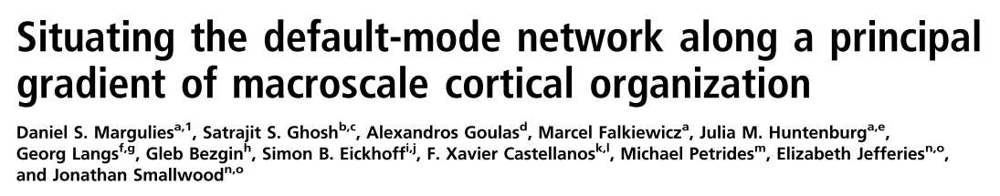 Situating the default-mode network along a principal
gradient of macroscale cortical organization
Daniel S. Margulies^a,1, Satrajit S. Ghosh^b,c, Alexandros Goulas^d, Marcel Falkiewicz^a, Julia M. Huntenburg^a,e,
Georg Langs^f,g, Gleb Bezgin^h, Simon B. Eickhoff^i,j, F. Xavier Castellanos^k,l, Michael Petrides^m, Elizabeth Jefferies^n,o,
and Jonathan Smallwood^n,o